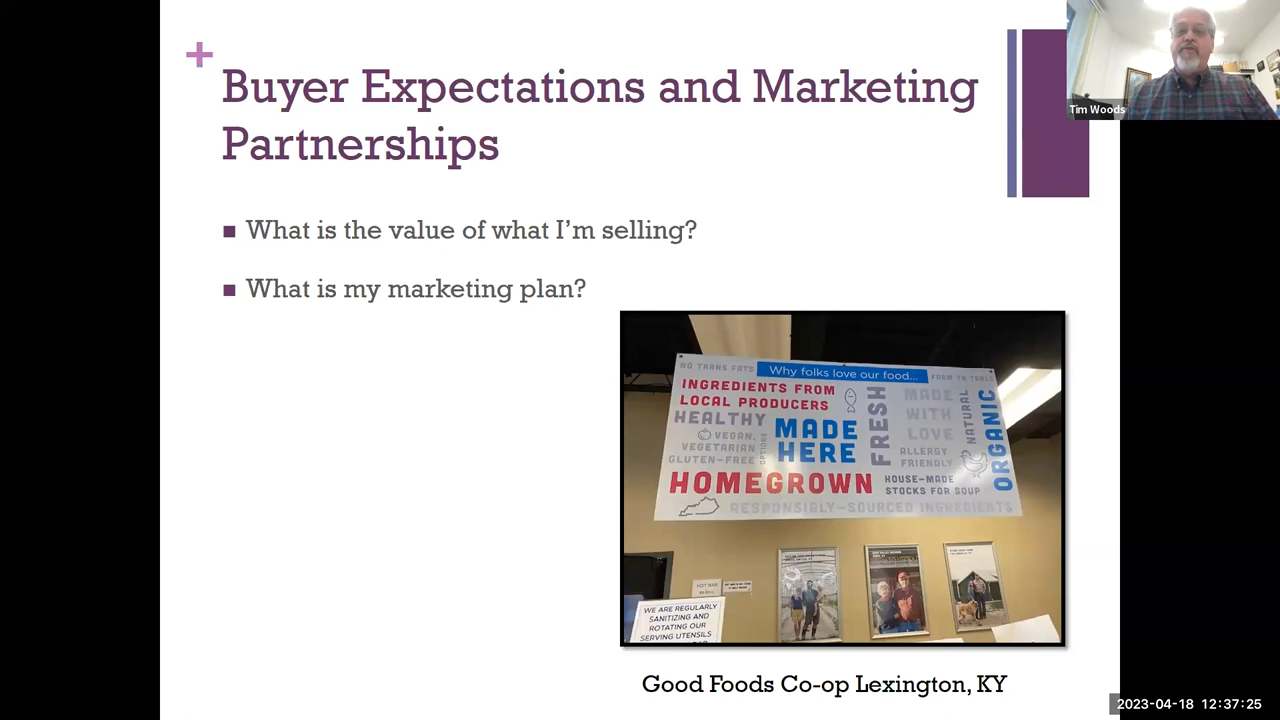 +
Buyer Expectations and Marketing
Partnerships
Tim Woods
■ What is the value of what I'm selling?
■ What is my marketing plan?
NO TRANS FATS
Why folks love our food...
FARM TO TABLE
INGREDIENTS FROM
LOCAL PRODUCERS
HEALTHY
VEGAN,
VEGETARIAN
GLUTEN-FREE
OPTIONS
MADE
HERE
FRESH
MADE
WITH
LOVE
NATURAL
ORGANIC
ALLERGY
FRIENDLY
HOMEGROWN
HOUSE-MADE
STOCKS FOR SOUP
RESPONSIBLY-SOURCED INGREDIENTS
HOT BAR
WE ARE REGULARLY
SANITIZING AND
ROTATING OUR
SERVING UTENSILS
Good Foods Co-op Lexington, KY
2023-04-18 12:37:25